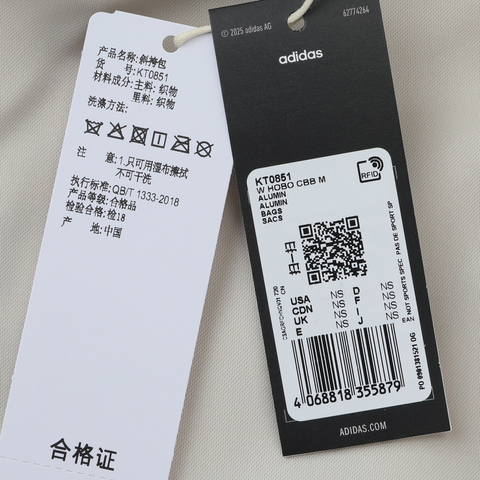 产品名称:斜挎包
货 号:KT0851
材料成分:主料: 织物
里料: 织物
洗涤方法:
注 意:1.只可用湿布擦拭
不可干洗
执行标准:QB/T 1333-2018
产品等级:合格品
检验合格:检18
产 地:中国
合格证
© 2025 adidas AG
62774264
adidas
KT0851
W HOBO CBB M
ALUMIN
ALUMIN
BAGS
SACS
RFID
USA NS D NS
CDN NS F NS
UK NS I NS
E NS J NS
NOT SPORTS SPEC PAS DE SPORT SP
PO 0901381521 OG
4 068818 355879
ADIDAS.COM